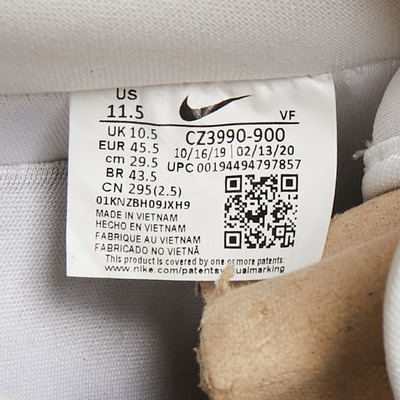 US
11.5
VF
UK 10.5
CZ3990-900
EUR 45.5
10/16/19 02/13/20
cm 29.5
UPC 00194494797857
BR 43.5
CN 295(2.5)
01KNZBH09JXH9
MADE IN VIETNAM
HECHO EN VIETNAM
FABRIQUE AU VIETNAM
FABRICADO NO VIETNÃ
This product is covered by one or more patents:
www.nike.com/patentsvirtualmarking